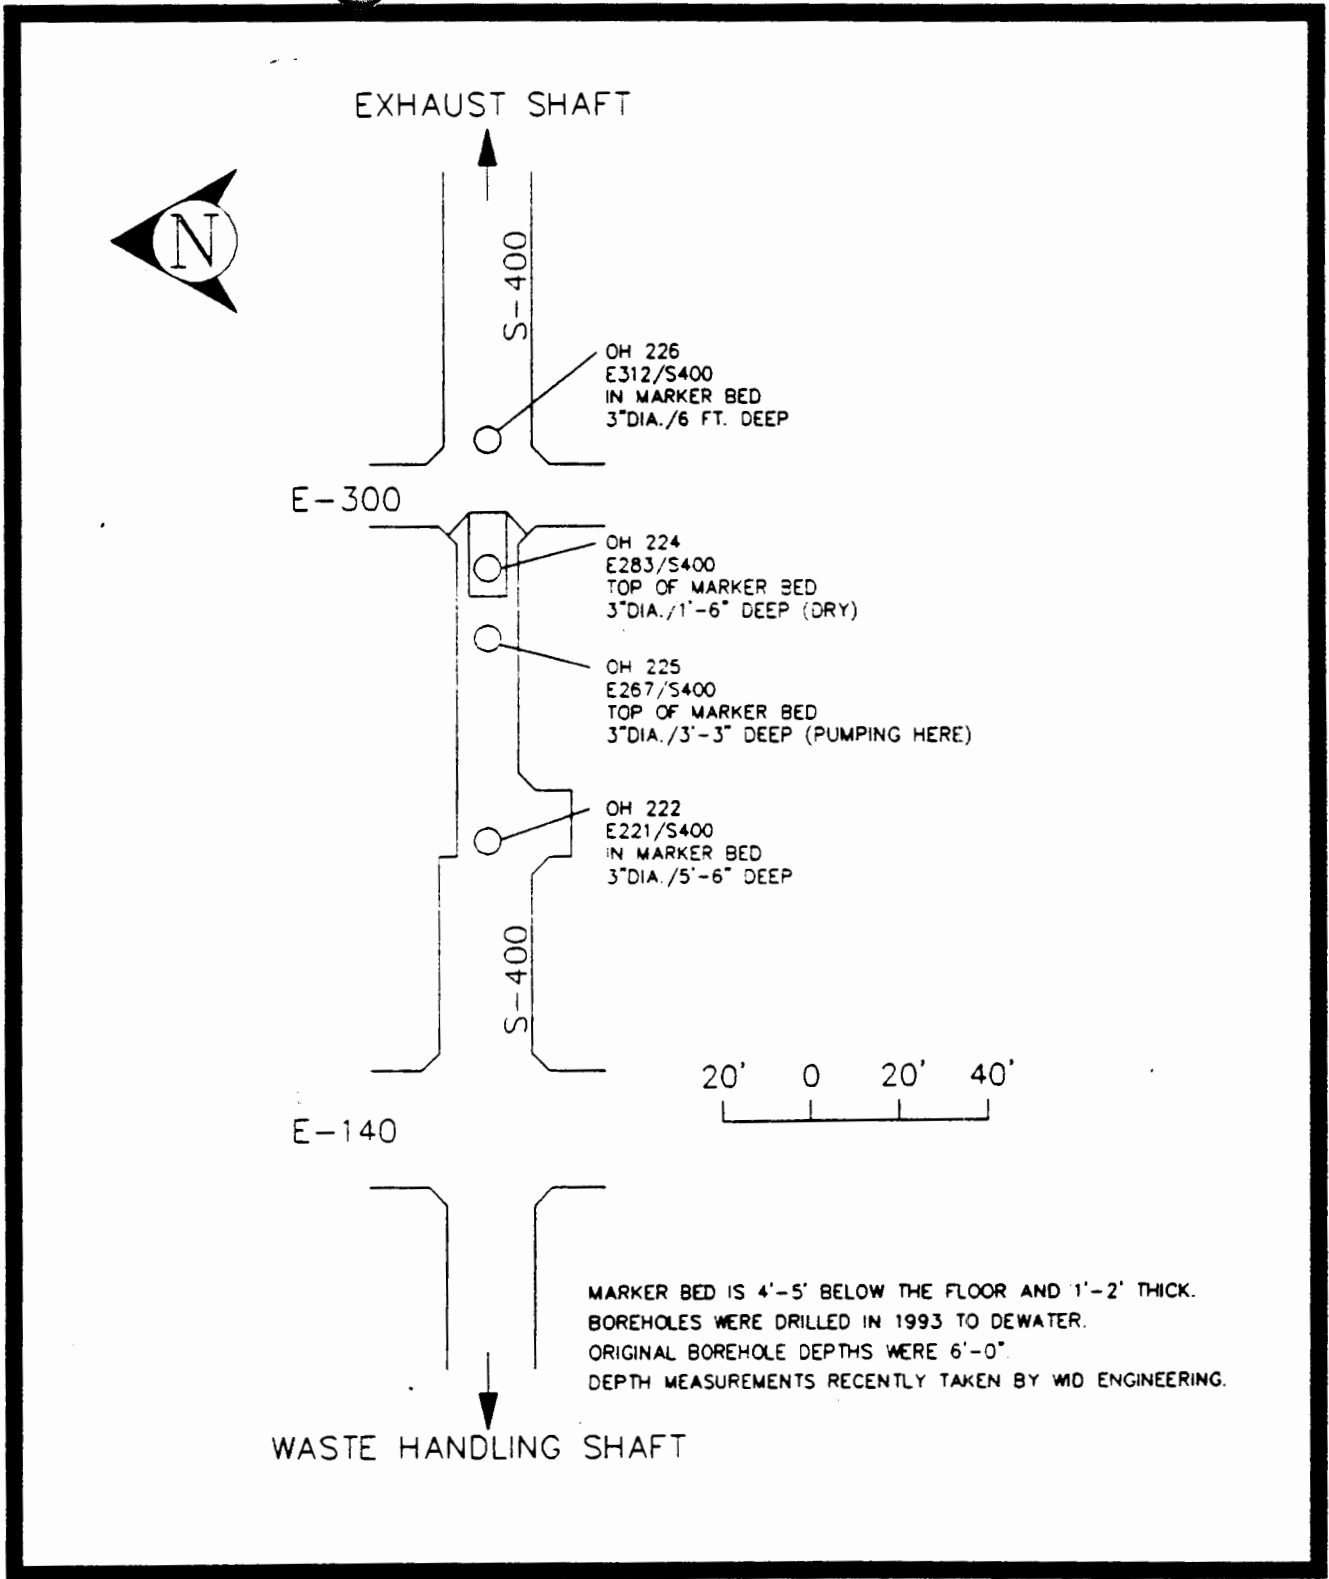 EXHAUST SHAFT
N
S-400
OH 226
E312/S400
IN MARKER BED
3"DIA./6 FT. DEEP
E-300
OH 224
E283/S400
TOP OF MARKER BED
3"DIA./1'-6" DEEP (DRY)
OH 225
E267/S400
TOP OF MARKER BED
3"DIA./3'-3" DEEP (PUMPING HERE)
OH 222
E221/S400
IN MARKER BED
3"DIA./5'-6" DEEP
S-400
20' 0 20' 40'
E-140
MARKER BED IS 4'-5' BELOW THE FLOOR AND 1'-2' THICK.
BOREHOLES WERE DRILLED IN 1993 TO DEWATER.
ORIGINAL BOREHOLE DEPTHS WERE 6'-0".
DEPTH MEASUREMENTS RECENTLY TAKEN BY WID ENGINEERING.
WASTE HANDLING SHAFT